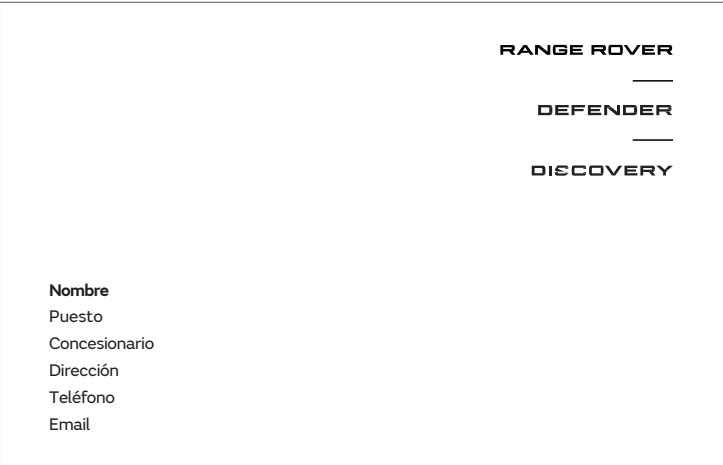 RANGE ROVER
DEFENDER
DISCOVERY
Nombre
Puesto
Concesionario
Dirección
Teléfono
Email